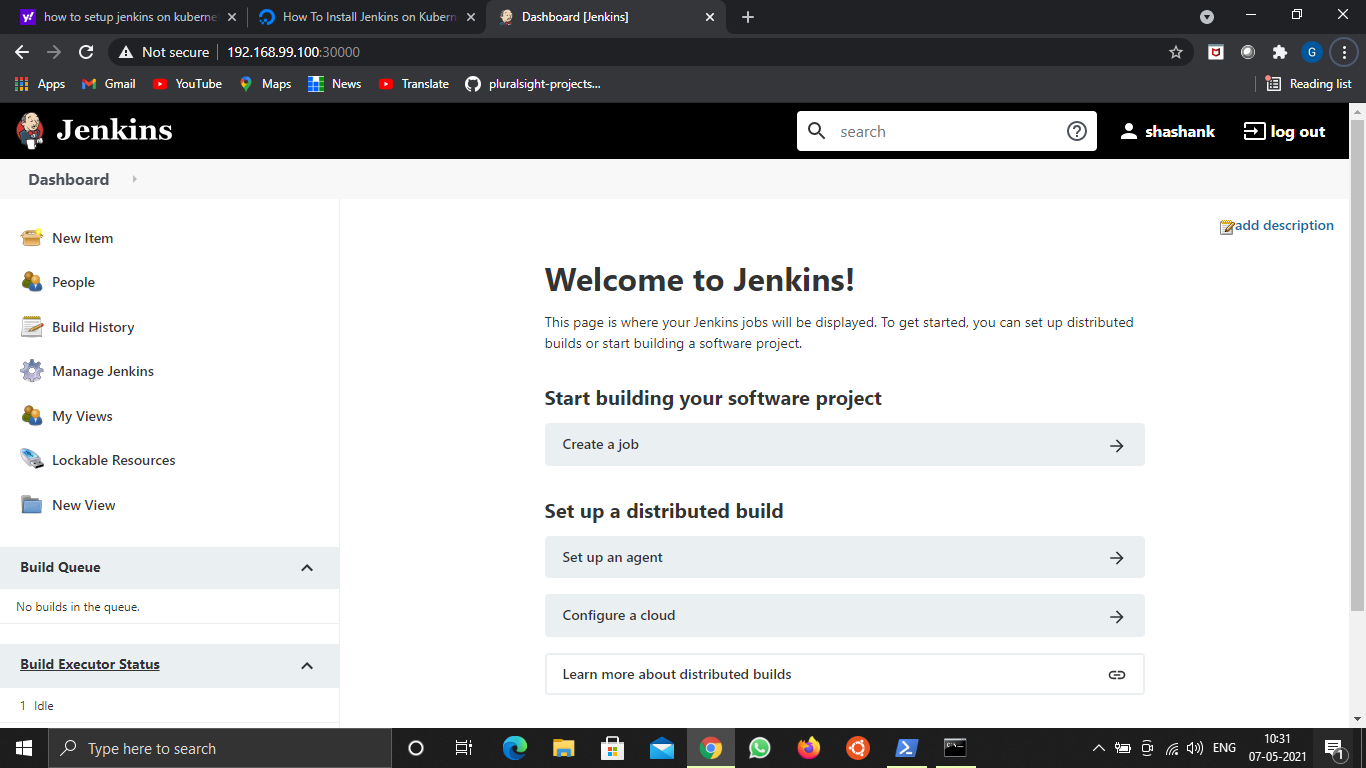 how to setup jenkins on kuberne
How To Install Jenkins on Kubern
Dashboard [Jenkins]
Not secure
192.168.99.100:30000
G
Apps
Gmail
YouTube
Maps
News
Translate
pluralsight-projects...
Reading list
Jenkins
search
shashank
log out
Dashboard
New Item
People
Build History
Manage Jenkins
My Views
Lockable Resources
New View
Build Queue
No builds in the queue.
Build Executor Status
1 Idle
add description
Welcome to Jenkins!
This page is where your Jenkins jobs will be displayed. To get started, you can set up distributed
builds or start building a software project.
Start building your software project
Create a job
Set up a distributed build
Set up an agent
Configure a cloud
Learn more about distributed builds
Type here to search
ENG
10:31
07-05-2021
1